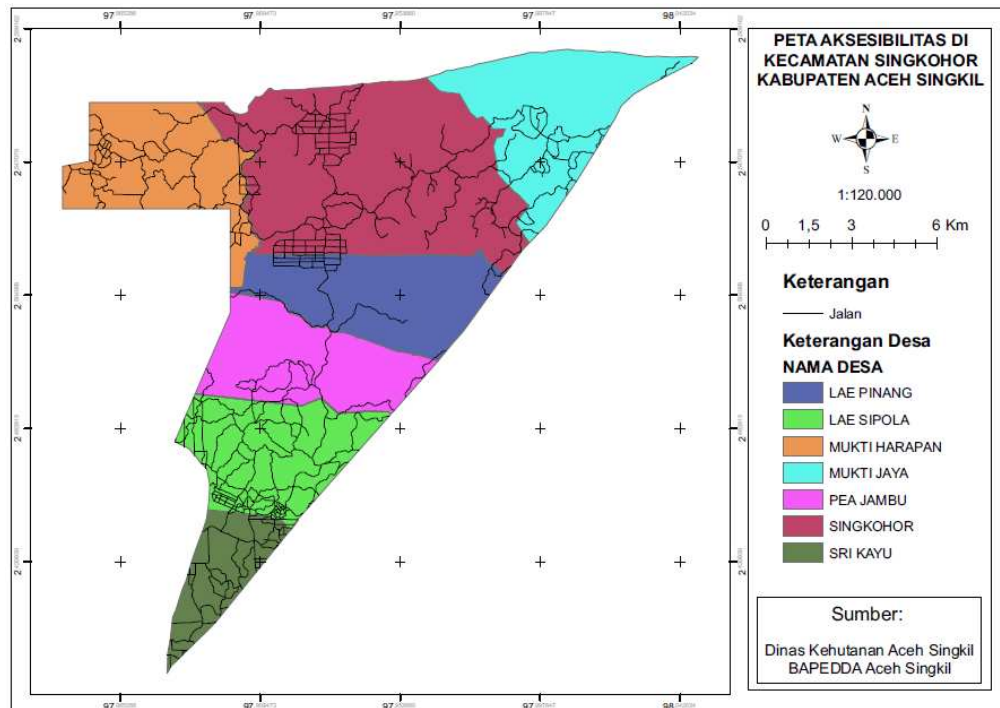 PETA AKSESIBILITAS DI
KECAMATAN SINGKOHOR
KABUPATEN ACEH SINGKIL
N
W
E
S
1:120.000
0 1,5 3 6 Km
Keterangan
Jalan
Keterangan Desa
NAMA DESA
LAE PINANG
LAE SIPOLA
MUKTI HARAPAN
MUKTI JAYA
PEA JAMBU
SINGKOHOR
SRI KAYU
Sumber:
Dinas Kehutanan Aceh Singkil
BAPEDDA Aceh Singkil